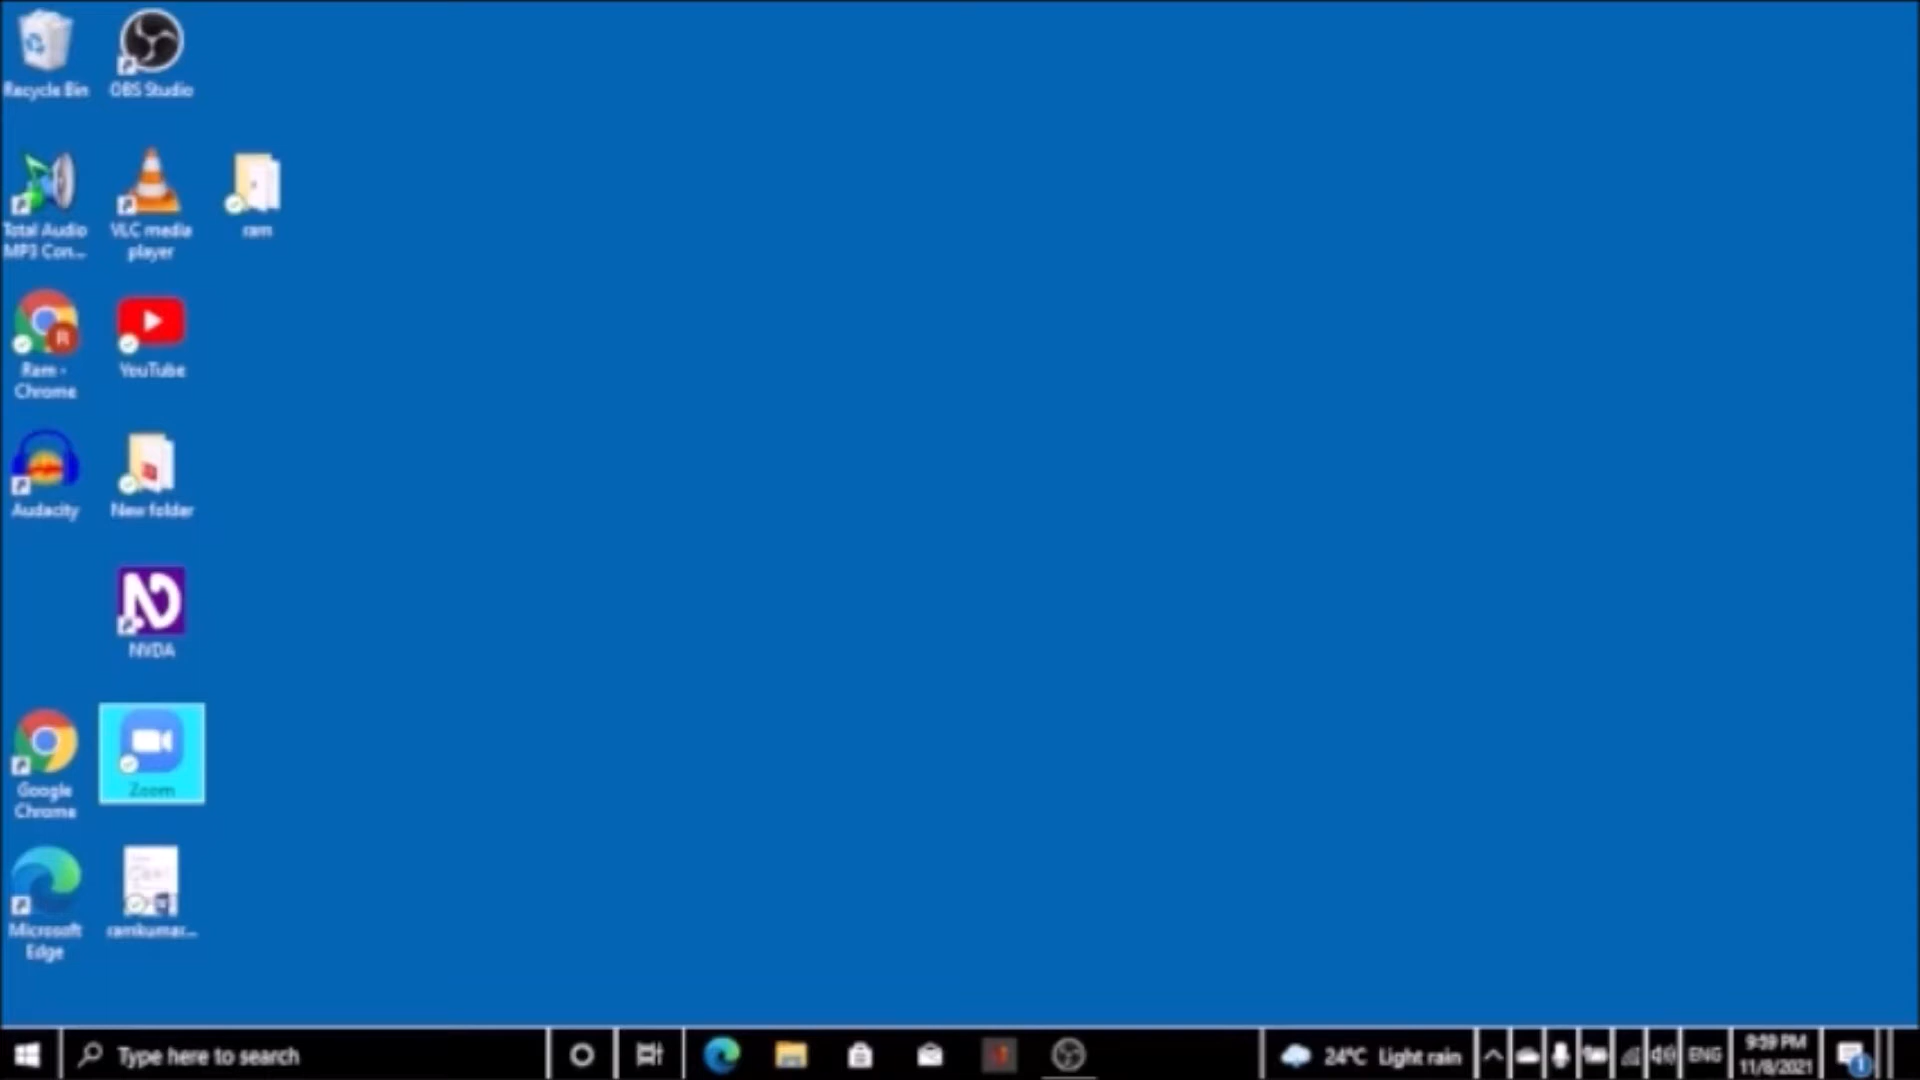 Recycle Bin
OBS Studio
Total Audio
MP3 Con...
VLC media
player
ram
Ram -
Chrome
YouTube
Audacity
New folder
NVDA
Google
Chrome
Zoom
Microsoft
Edge
ramkumar...
Type here to search
24°C Light rain
ENG
9:59 PM
11/8/2021
1